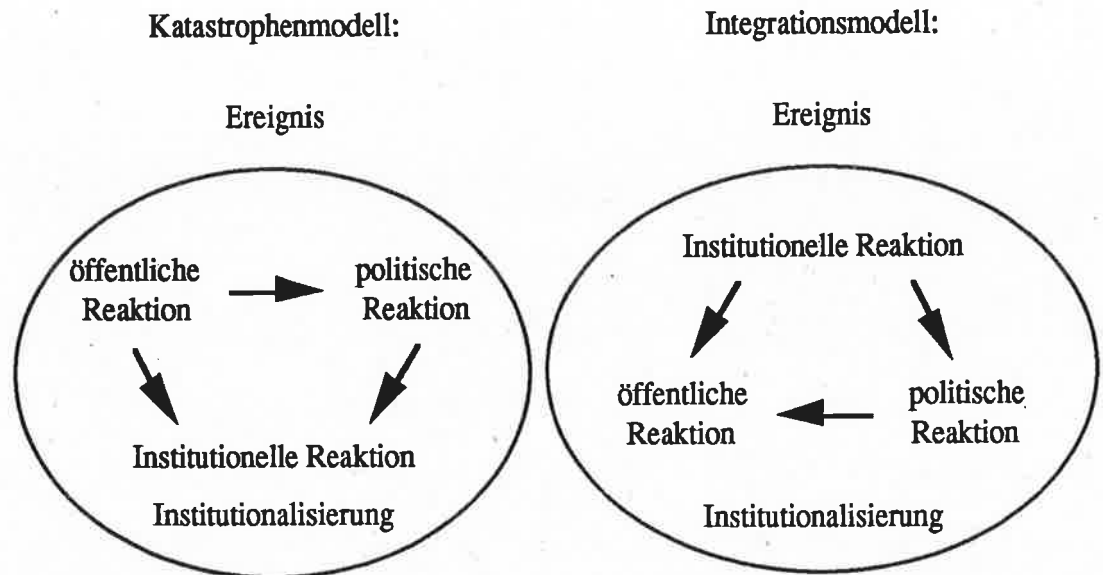 Katastrophenmodell:
Ereignis
öffentliche
Reaktion
politische
Reaktion
Institutionelle Reaktion
Institutionalisierung
Integrationsmodell:
Ereignis
Institutionelle Reaktion
öffentliche
Reaktion
politische
Reaktion
Institutionalisierung